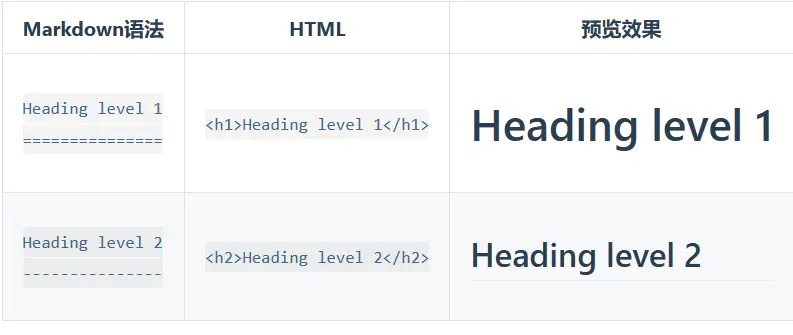 Markdown语法 HTML 预览效果
Heading level 1
===============
<h1>Heading level 1</h1>
Heading level 1
Heading level 2
---------------
<h2>Heading level 2</h2>
Heading level 2